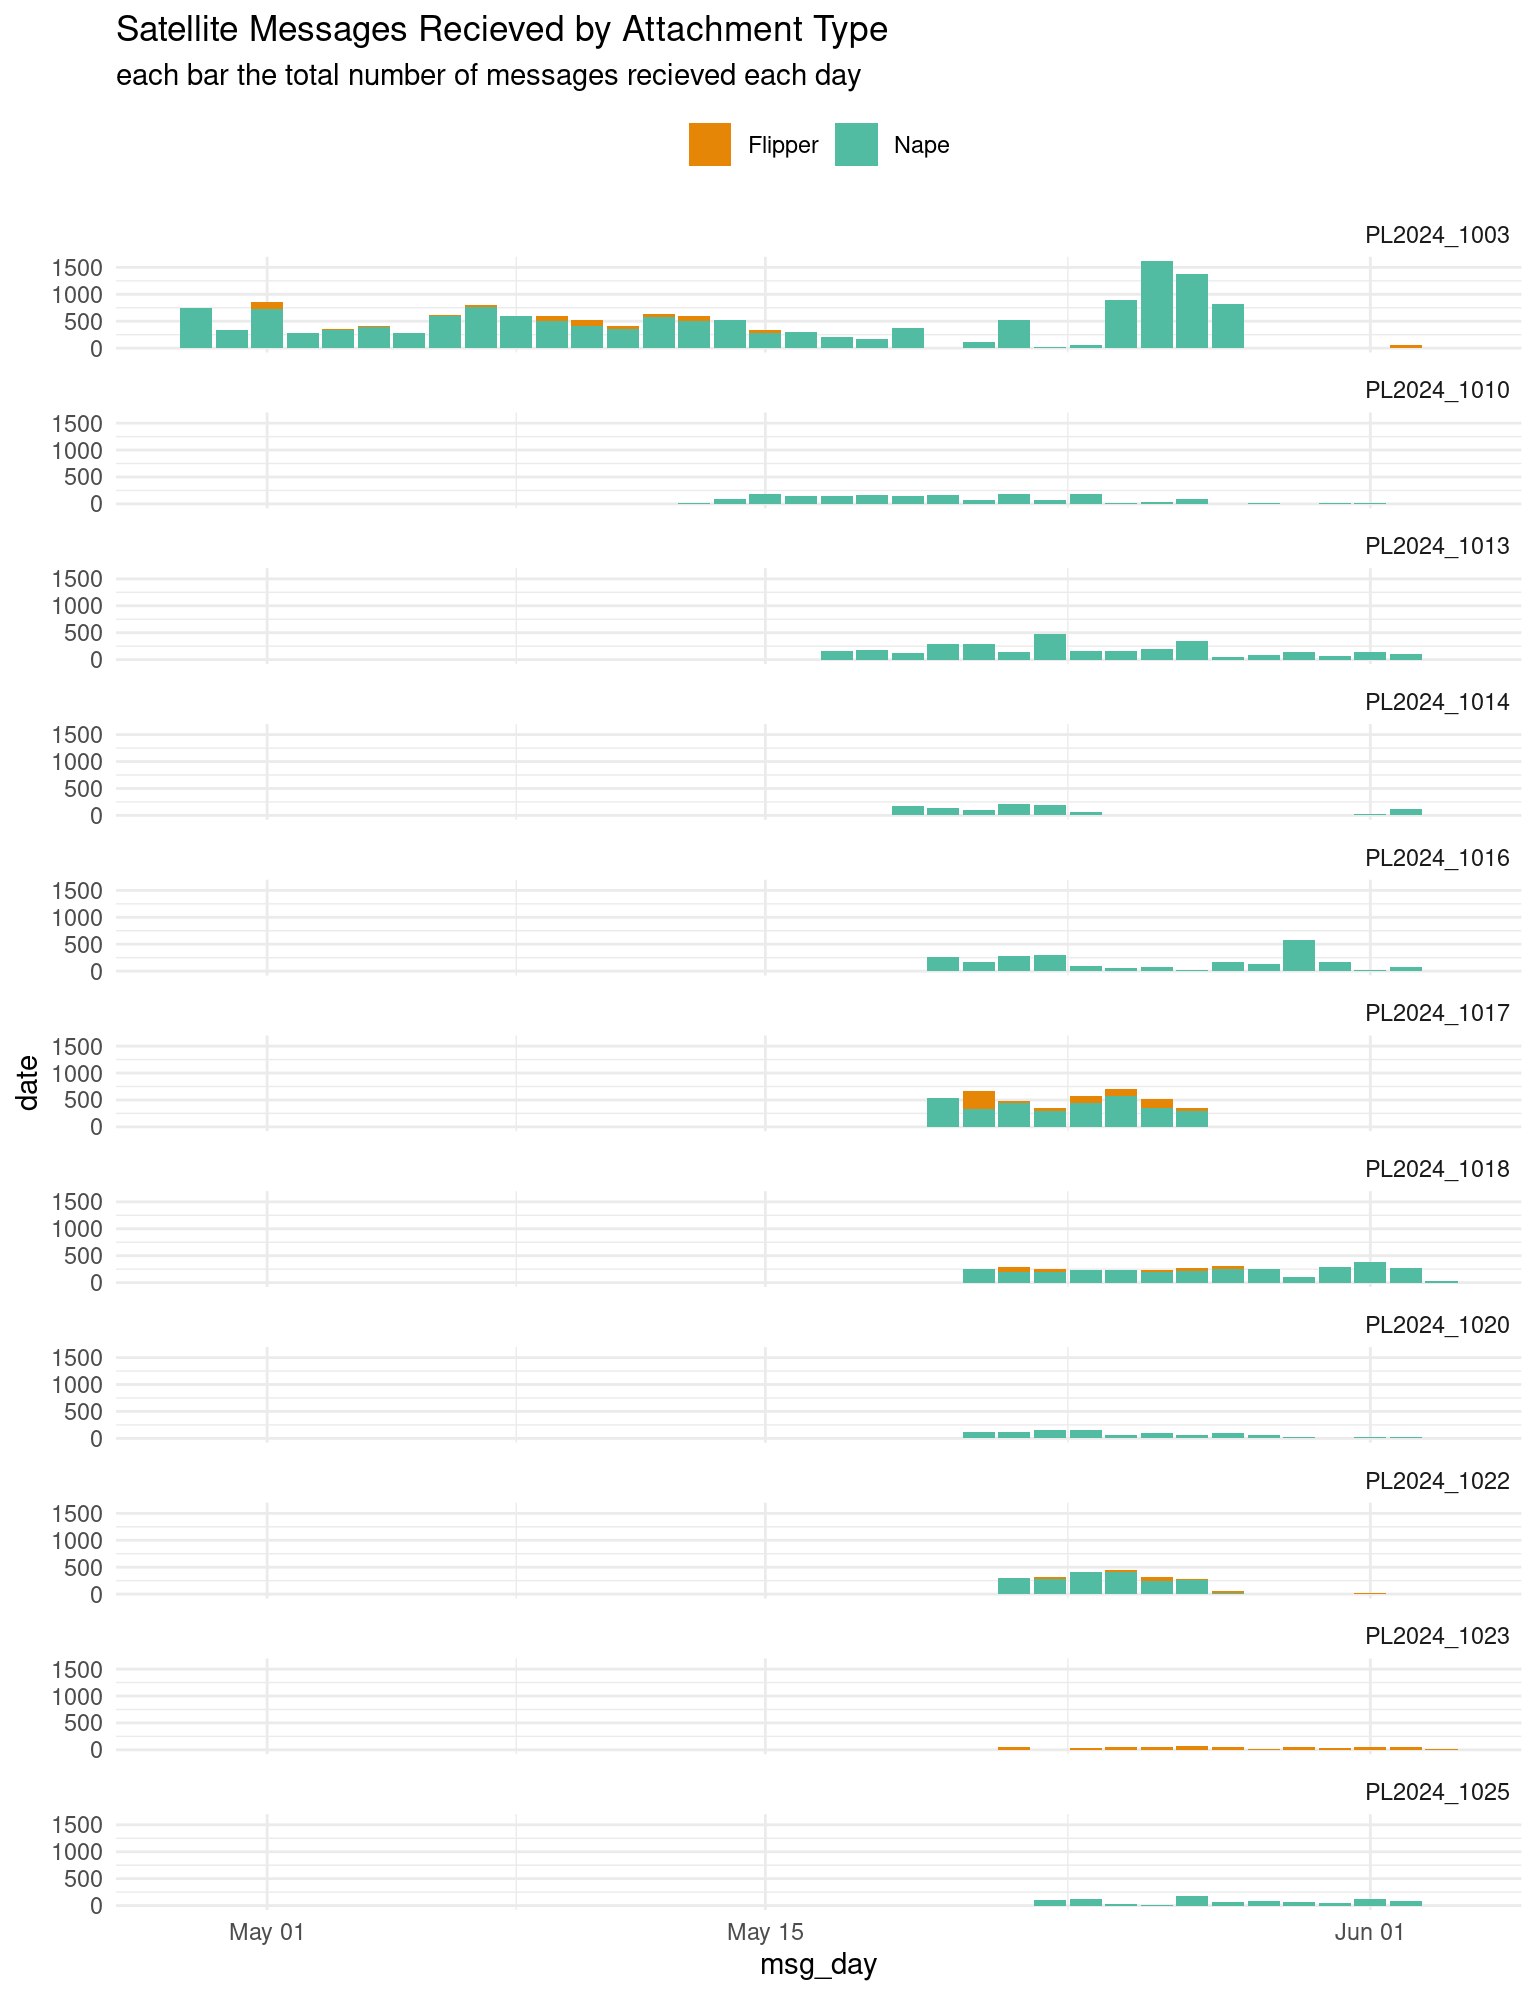 Satellite Messages Recieved by Attachment Type
each bar the total number of messages recieved each day
Flipper Nape
PL2024_1003
1500
1000
500
0
PL2024_1010
1500
1000
500
0
PL2024_1013
1500
1000
500
0
PL2024_1014
1500
1000
500
0
PL2024_1016
1500
1000
500
0
PL2024_1017
1500
1000
500
0
date
PL2024_1018
1500
1000
500
0
PL2024_1020
1500
1000
500
0
PL2024_1022
1500
1000
500
0
PL2024_1023
1500
1000
500
0
PL2024_1025
1500
1000
500
0
May 01 May 15 Jun 01
msg_day